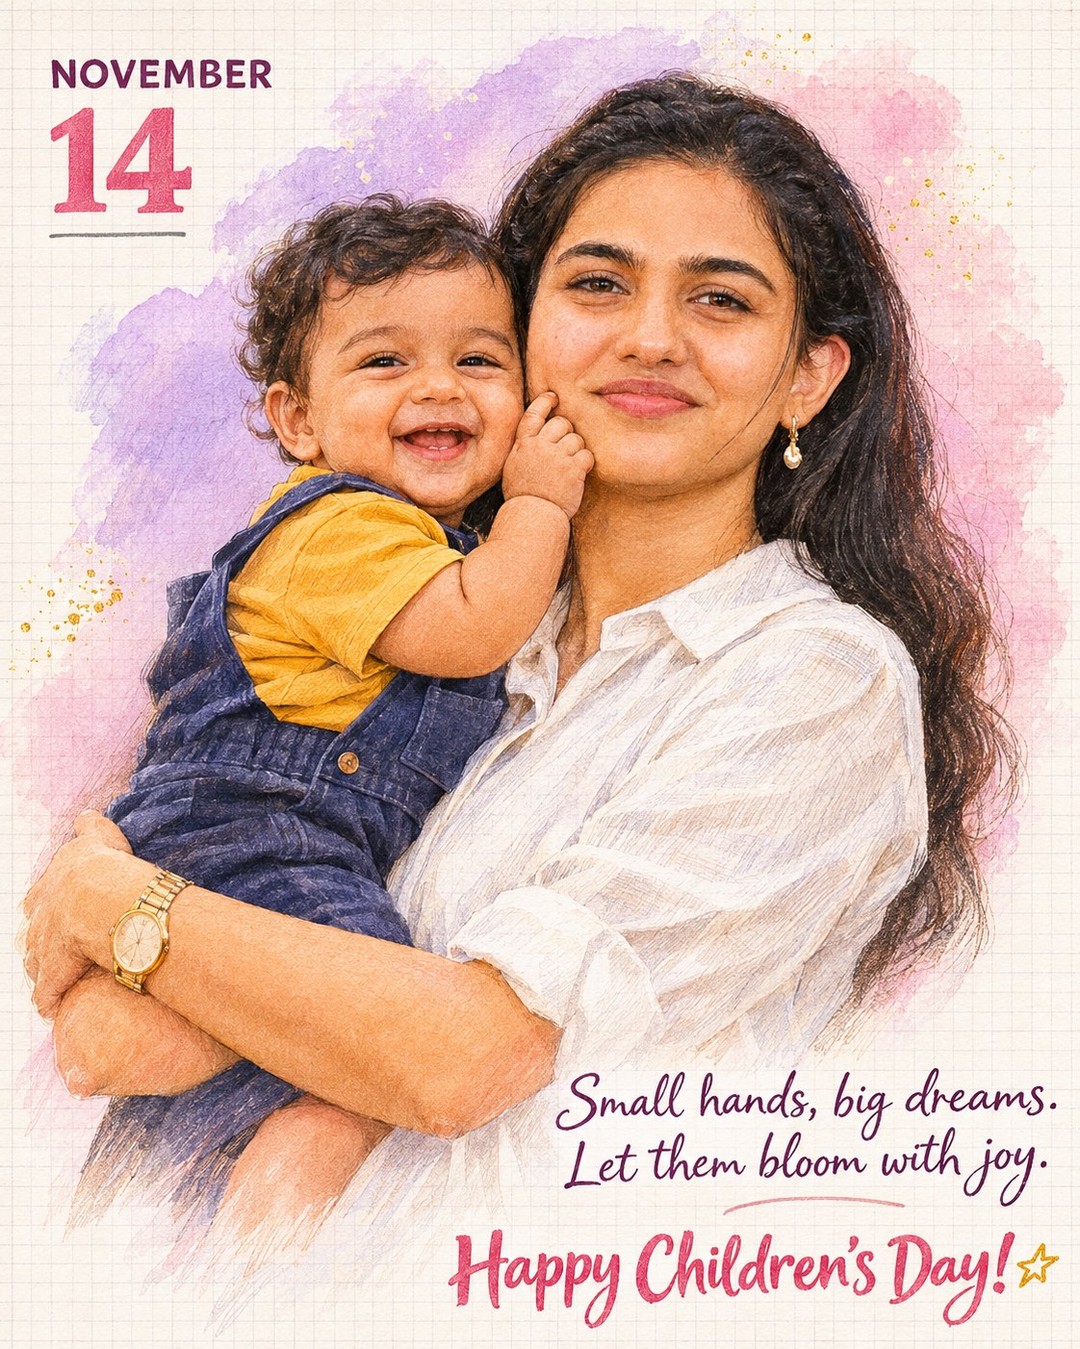 NOVEMBER
14
Small hands, big dreams.
Let them bloom with joy.
Happy Children's Day!